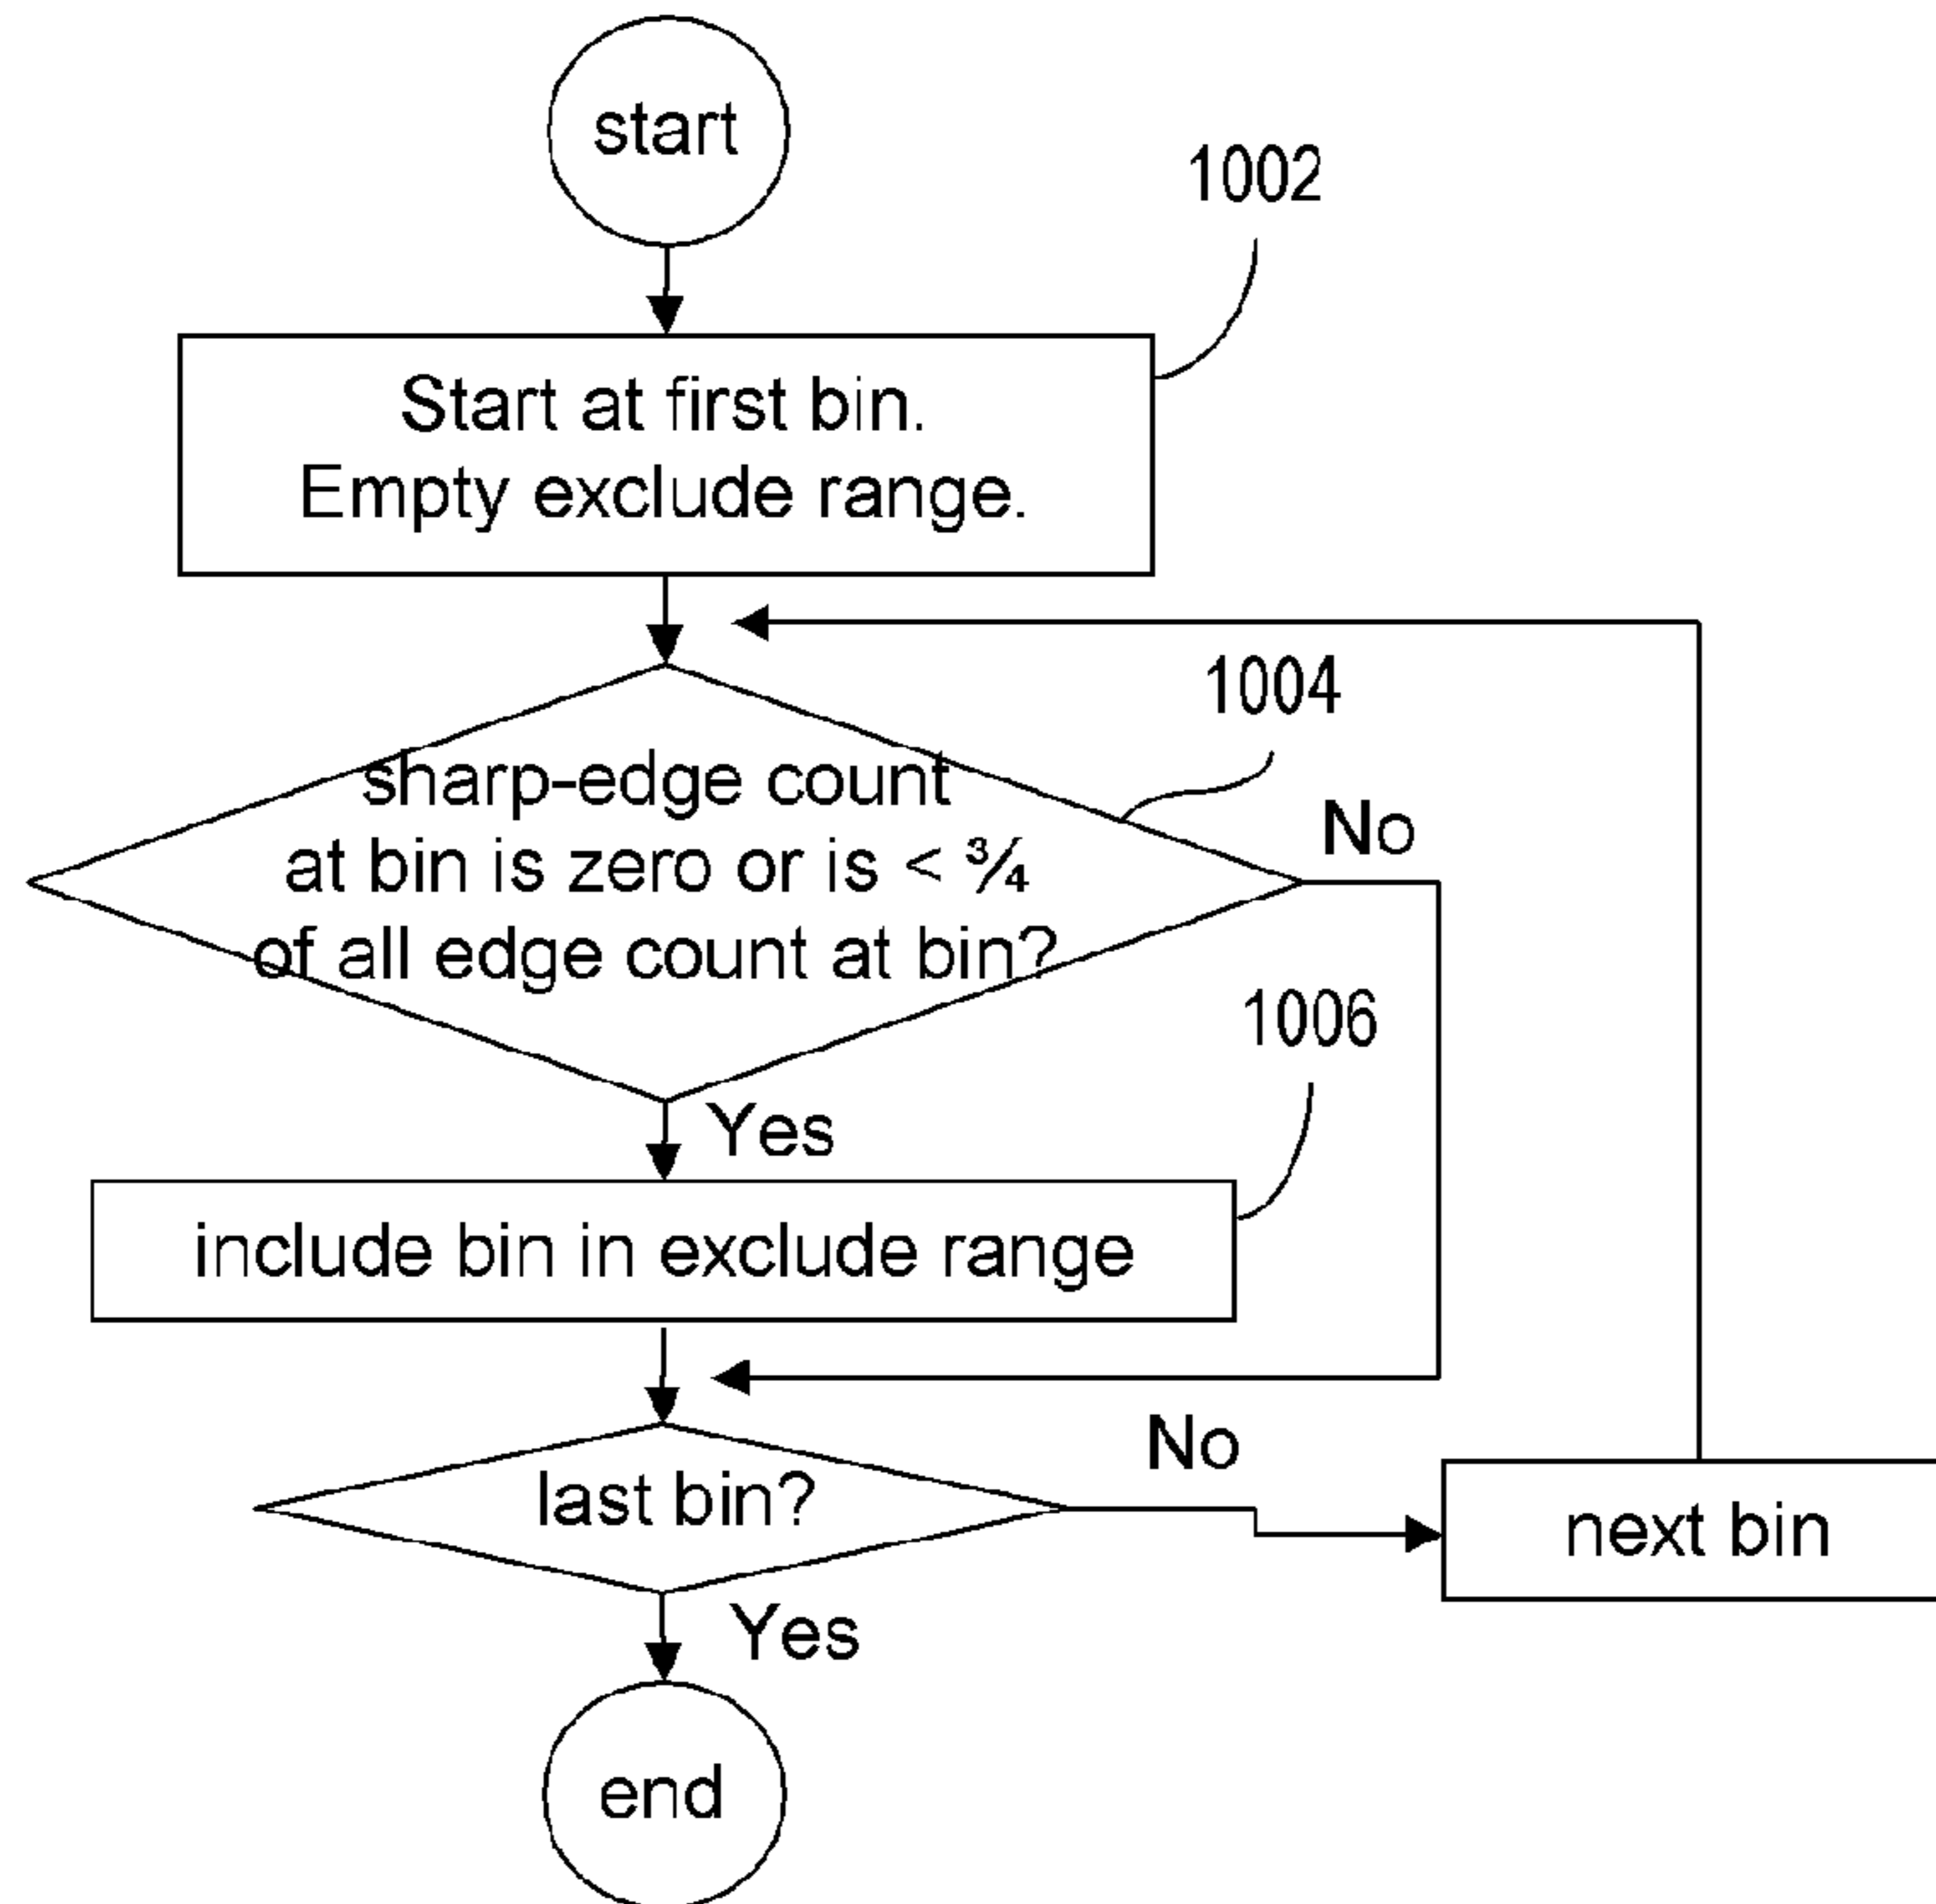 start
1002
Start at first bin.
Empty exclude range.
1004
sharp-edge count
at bin is zero or is < ¾
of all edge count at bin?
No
1006
Yes
include bin in exclude range
No
last bin?
next bin
Yes
end